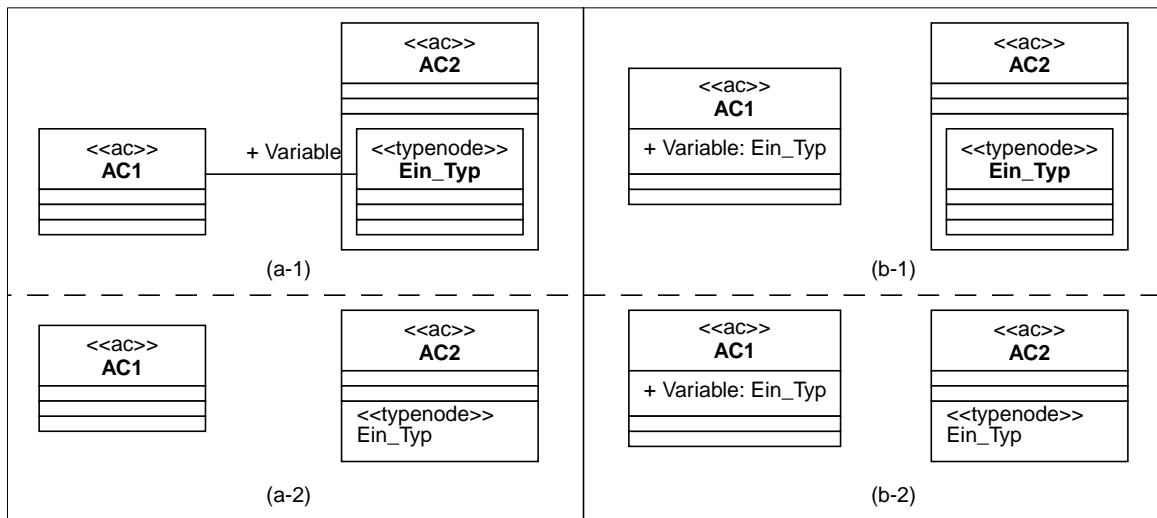 <<ac>>
AC1
+ Variable
<<ac>>
AC2
<<typenode>>
Ein_Typ
(a-1)
<<ac>>
AC1
+ Variable: Ein_Typ
<<ac>>
AC2
<<typenode>>
Ein_Typ
(b-1)
<<ac>>
AC1
<<ac>>
AC2
<<typenode>>
Ein_Typ
(a-2)
<<ac>>
AC1
+ Variable: Ein_Typ
<<ac>>
AC2
<<typenode>>
Ein_Typ
(b-2)